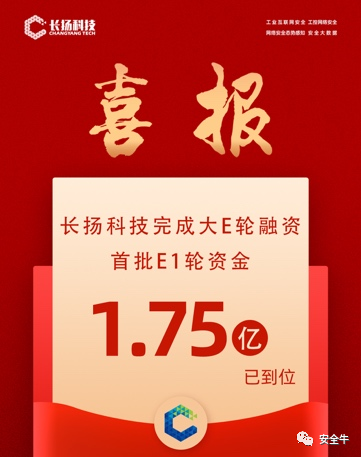 长扬科技
CHANGYANG TECH
工业互联网安全 工控网络安全
网络安全态势感知 安全大数据
喜报
长扬科技完成大E轮融资
首批E1轮资金
1.75亿
已到位
安全牛